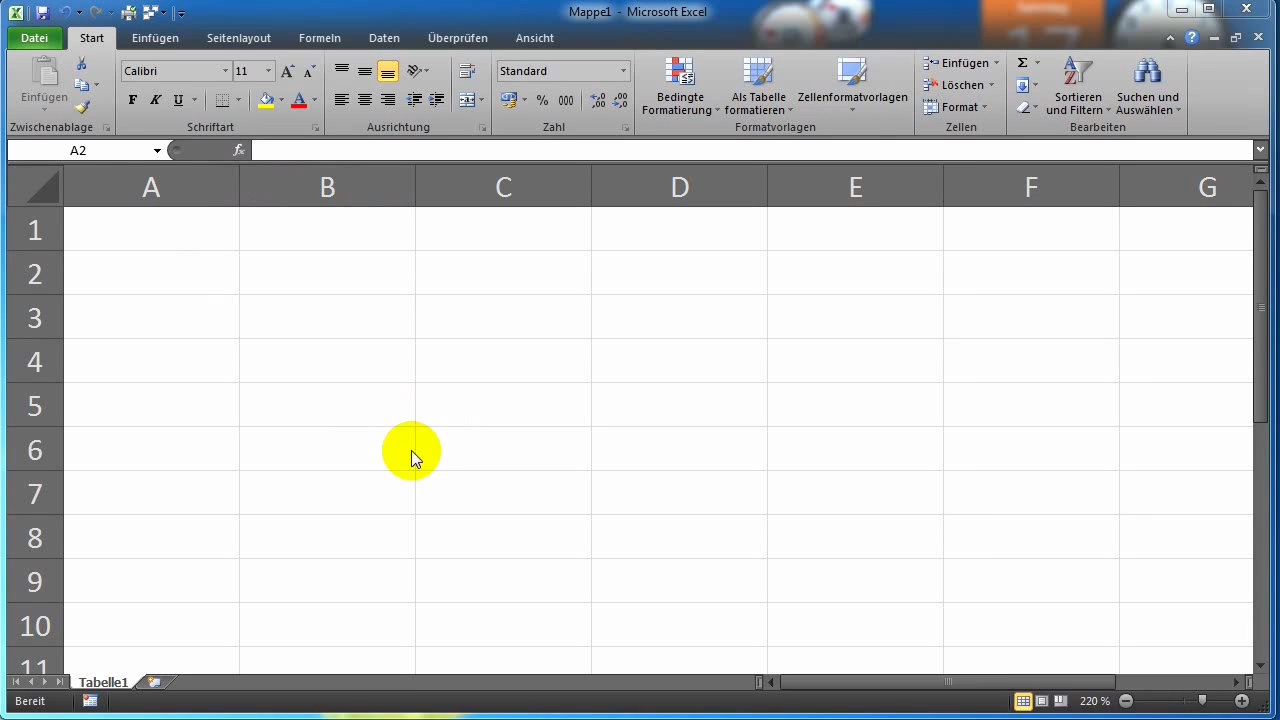 Mappe1 - Microsoft Excel
Datei Start Einfügen Seitenlayout Formeln Daten Überprüfen Ansicht
Einfügen
Zwischenablage
Calibri 11
F K U
Schriftart
Ausrichtung
Standard
% 000
Zahl
Bedingte Formatierung
Als Tabelle formatieren
Zellenformatvorlagen
Formatvorlagen
Einfügen
Löschen
Format
Zellen
Σ
Sortieren und Filtern
Suchen und Auswählen
Bearbeiten
A2 fx
A B C D E F G
1
2
3
4
5
6
7
8
9
10
11
Tabelle1
Bereit 220 %